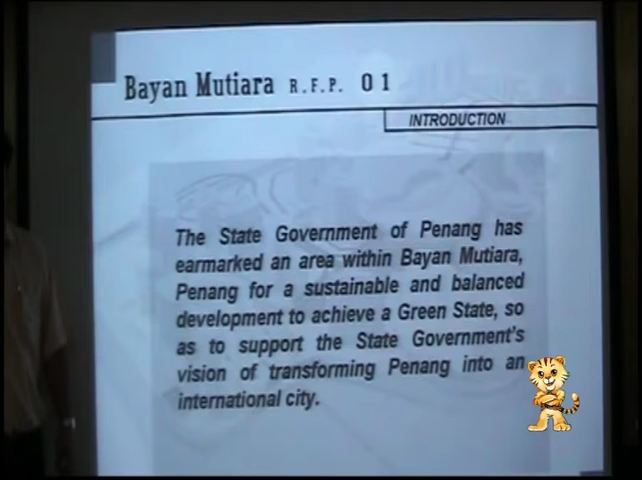 Bayan Mutiara R.F.P. 01
INTRODUCTION
The State Government of Penang has
earmarked an area within Bayan Mutiara,
Penang for a sustainable and balanced
development to achieve a Green State, so
as to support the State Government's
vision of transforming Penang into an
international city.